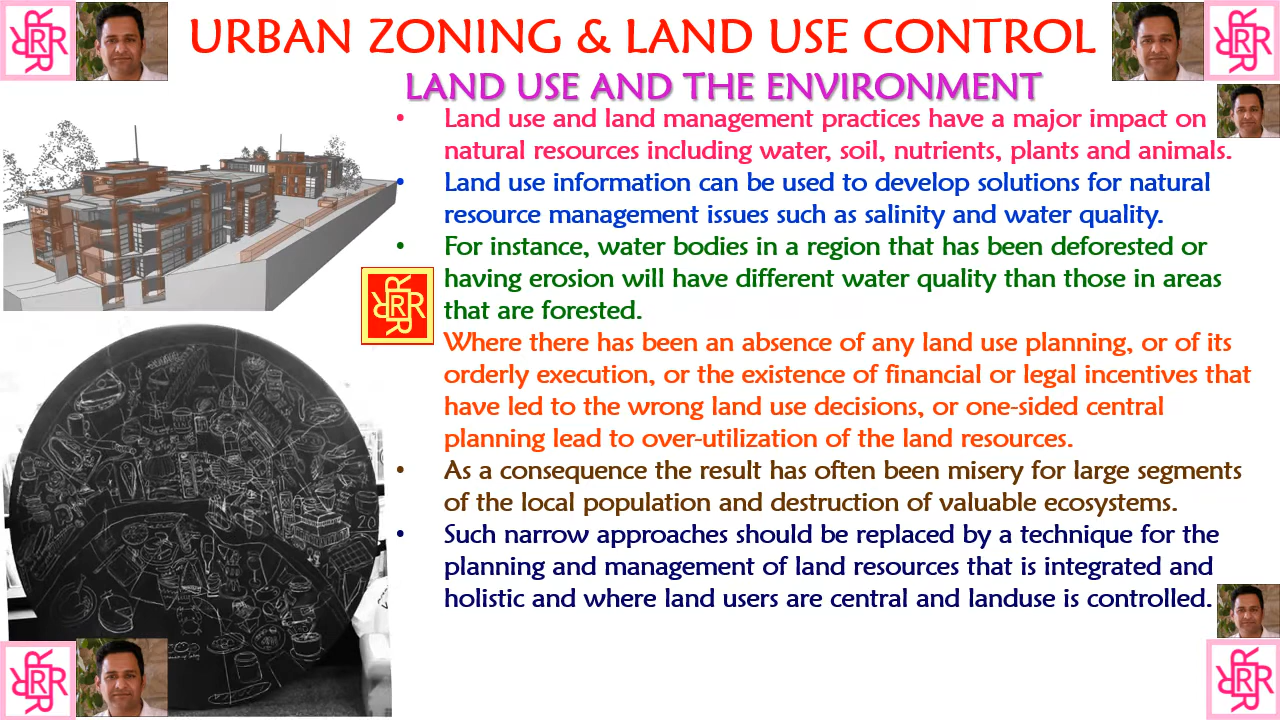 URBAN ZONING & LAND USE CONTROL
LAND USE AND THE ENVIRONMENT
• Land use and land management practices have a major impact on
natural resources including water, soil, nutrients, plants and animals.
• Land use information can be used to develop solutions for natural
resource management issues such as salinity and water quality.
• For instance, water bodies in a region that has been deforested or
having erosion will have different water quality than those in areas
that are forested.
Where there has been an absence of any land use planning, or of its
orderly execution, or the existence of financial or legal incentives that
have led to the wrong land use decisions, or one-sided central
planning lead to over-utilization of the land resources.
• As a consequence the result has often been misery for large segments
of the local population and destruction of valuable ecosystems.
• Such narrow approaches should be replaced by a technique for the
planning and management of land resources that is integrated and
holistic and where land users are central and landuse is controlled.
RRRRR
RRRRR
RRRRR
RRRRR
RRRRR
20